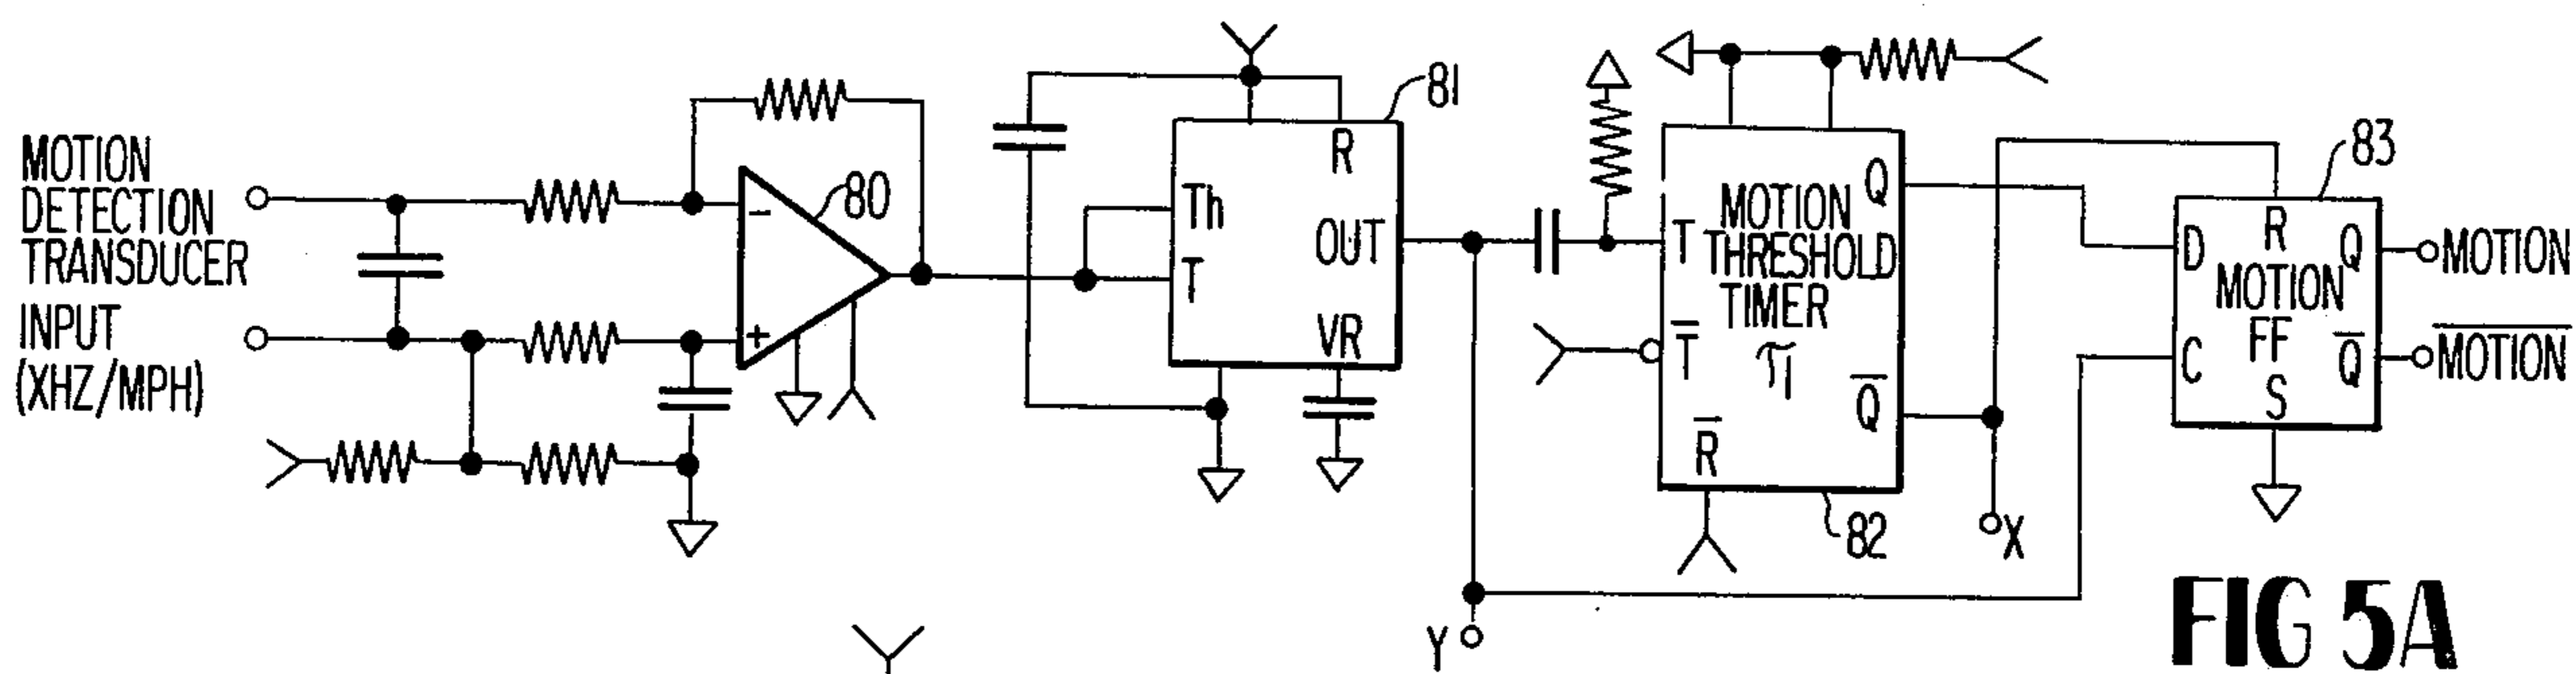 MOTION
DETECTION
TRANSDUCER
INPUT
(XHZ/MPH)
80
-
+
81
R
Th
T
OUT
VR
T
MOTION
THRESHOLD
TIMER
τ1
T̅
R̅
Q
Q̅
82
X
Y
83
R
D
MOTION
FF
C
S
Q
Q̅
MOTION
M̅O̅T̅I̅O̅N̅
FIG 5A